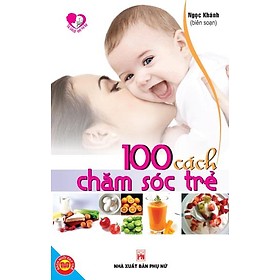 Ngọc Khánh
(biên soạn)
100 cách
chăm sóc trẻ
NHÀ XUẤT BẢN PHỤ NỮ